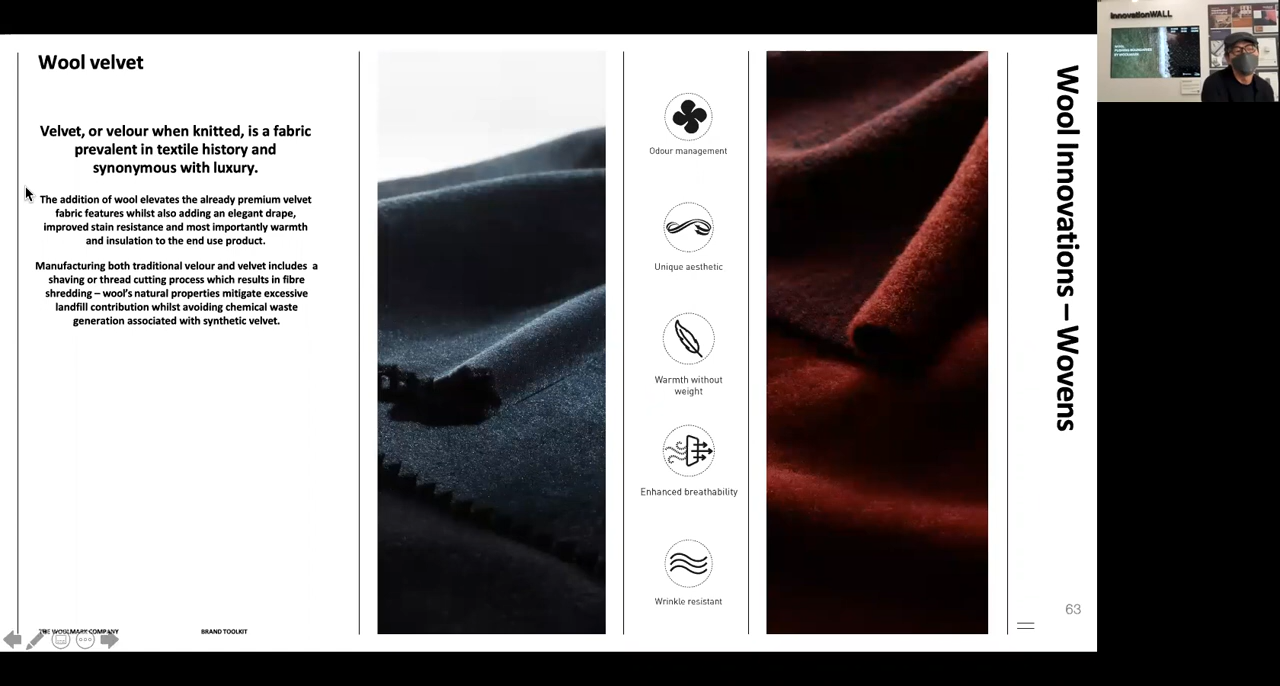 Wool velvet
Velvet, or velour when knitted, is a fabric
prevalent in textile history and
synonymous with luxury.
The addition of wool elevates the already premium velvet
fabric features whilst also adding an elegant drape,
improved stain resistance and most importantly warmth
and insulation to the end use product.
Manufacturing both traditional velour and velvet includes a
shaving or thread cutting process which results in fibre
shredding – wool's natural properties mitigate excessive
landfill contribution whilst avoiding chemical waste
generation associated with synthetic velvet.
THE WOOLMARK COMPANY
BRAND TOOLKIT
Odour management
Unique aesthetic
Warmth without
weight
Enhanced breathability
Wrinkle resistant
Wool Innovations – Wovens
63
InnovationWALL